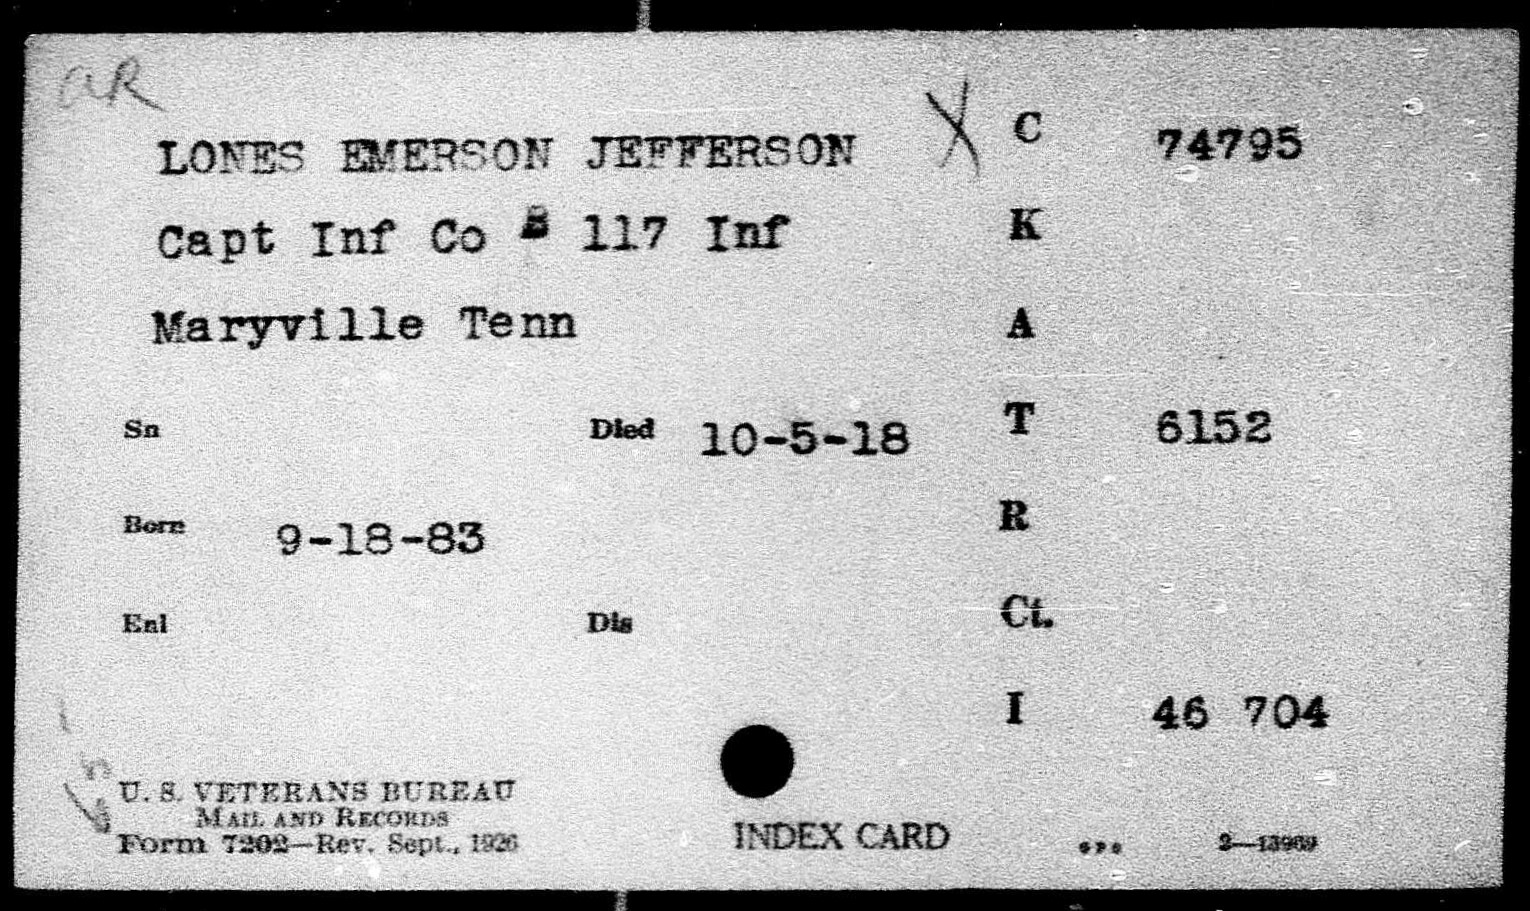 aR
LONES EMERSON JEFFERSON X C 74795
Capt Inf Co B 117 Inf K
Maryville Tenn A
Sn Died 10-5-18 T 6152
Born 9-18-83 R
Enl Dis Ct.
I 46 704
U. S. VETERANS BUREAU
MAIL AND RECORDS
Form 7202—Rev. Sept., 1926 INDEX CARD 2—13969